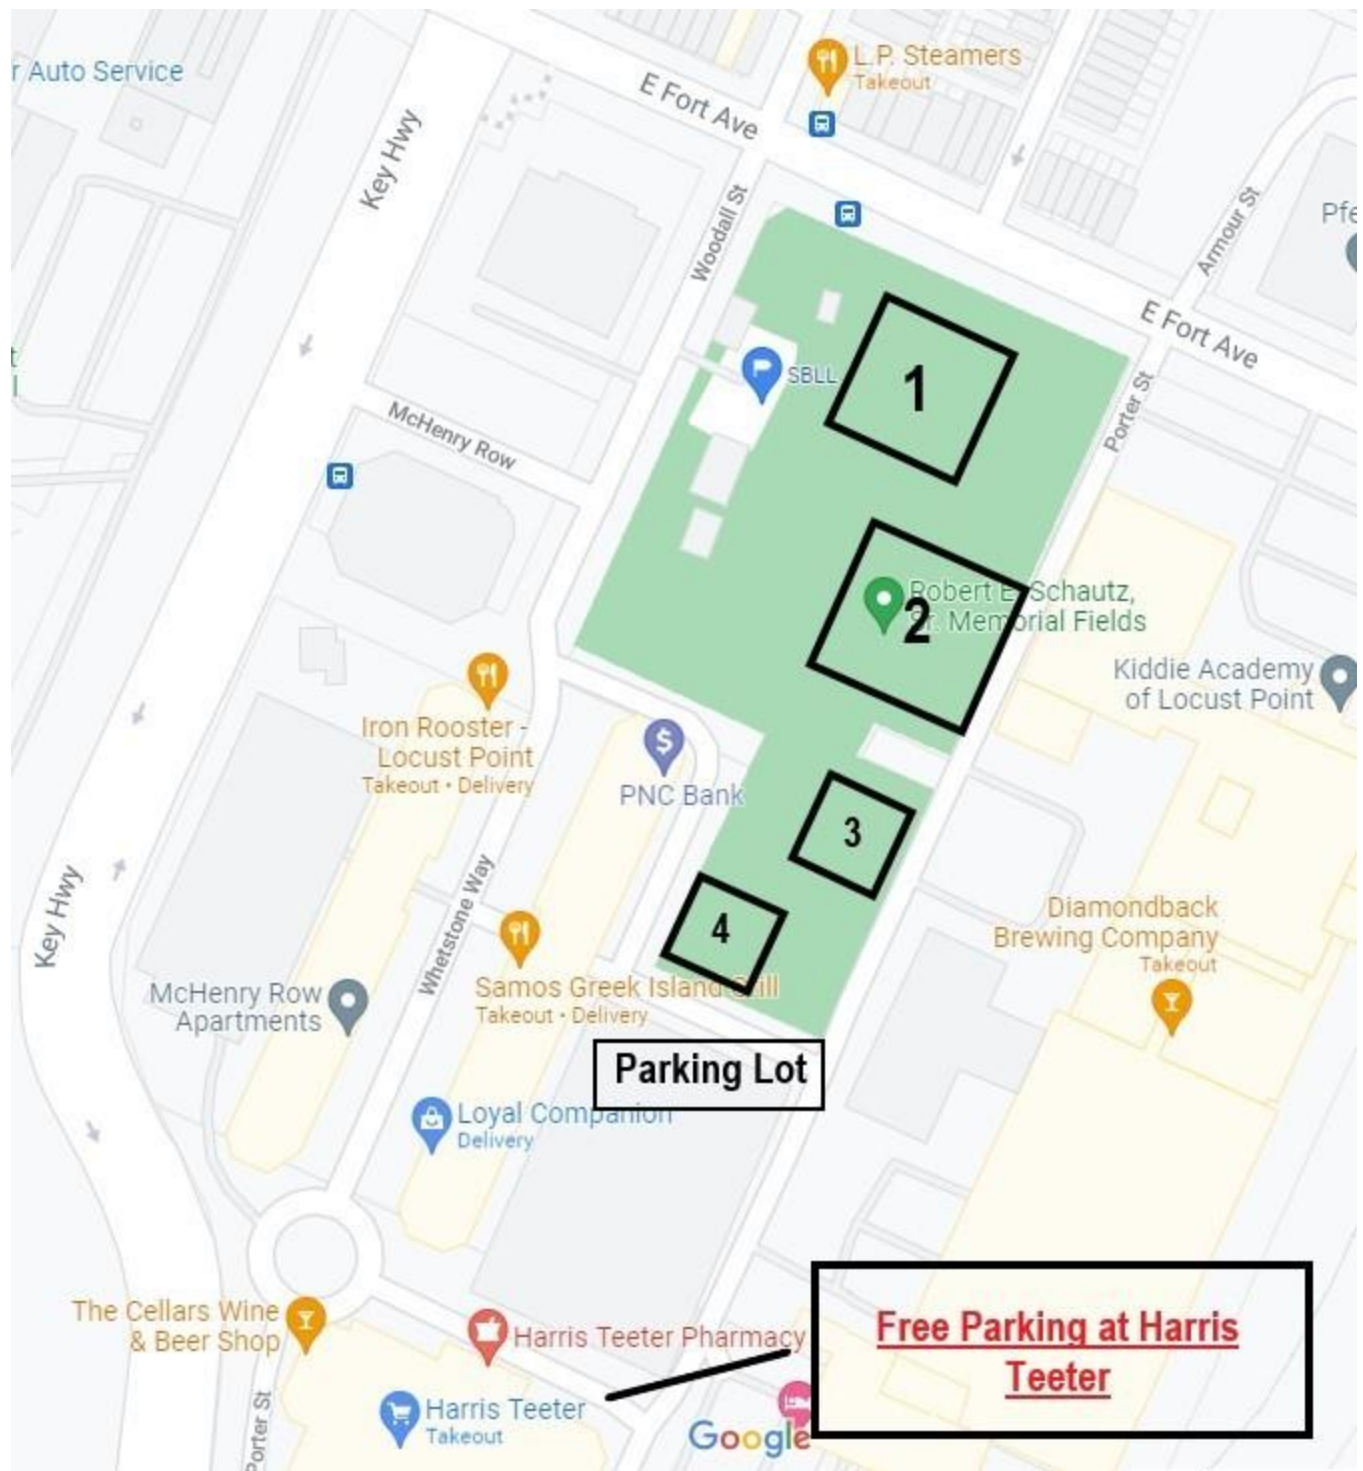 r Auto Service
L.P. Steamers
Takeout
E Fort Ave
Key Hwy
Woodall St
Armour St
Pfe
E Fort Ave
t
l
SBLL
1
Porter St
McHenry Row
Robert E. Schautz,
Sr. Memorial Fields
2
Kiddie Academy
of Locust Point
Iron Rooster -
Locust Point
Takeout • Delivery
PNC Bank
3
Key Hwy
Whetstone Way
4
Diamondback
Brewing Company
Takeout
McHenry Row
Apartments
Samos Greek Island Grill
Takeout • Delivery
Parking Lot
Loyal Companion
Delivery
The Cellars Wine
& Beer Shop
Harris Teeter Pharmacy
Free Parking at Harris
Teeter
Harris Teeter
Takeout
Porter St
Google